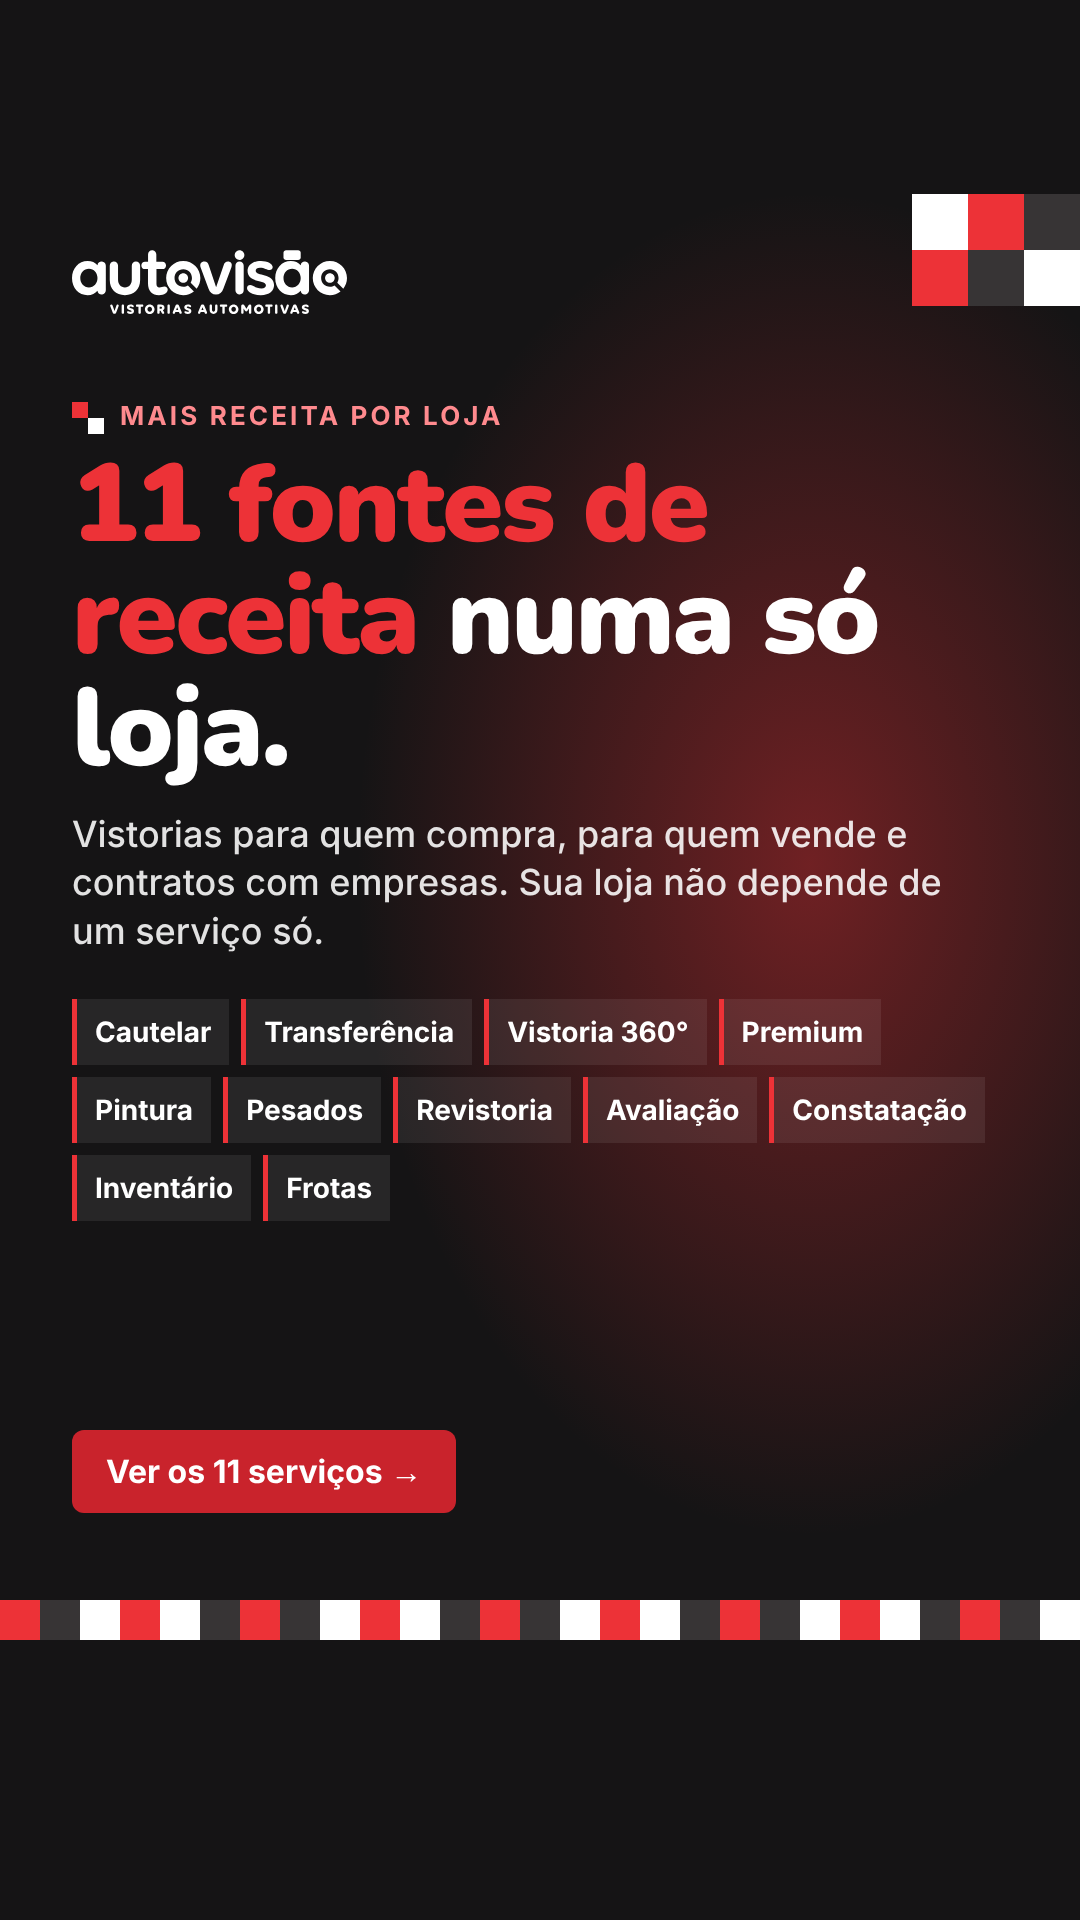 autovisão
VISTORIAS AUTOMOTIVAS
MAIS RECEITA POR LOJA
11 fontes de
receita numa só
loja.
Vistorias para quem compra, para quem vende e
contratos com empresas. Sua loja não depende de
um serviço só.
Cautelar Transferência Vistoria 360° Premium
Pintura Pesados Revistoria Avaliação Constatação
Inventário Frotas
Ver os 11 serviços →